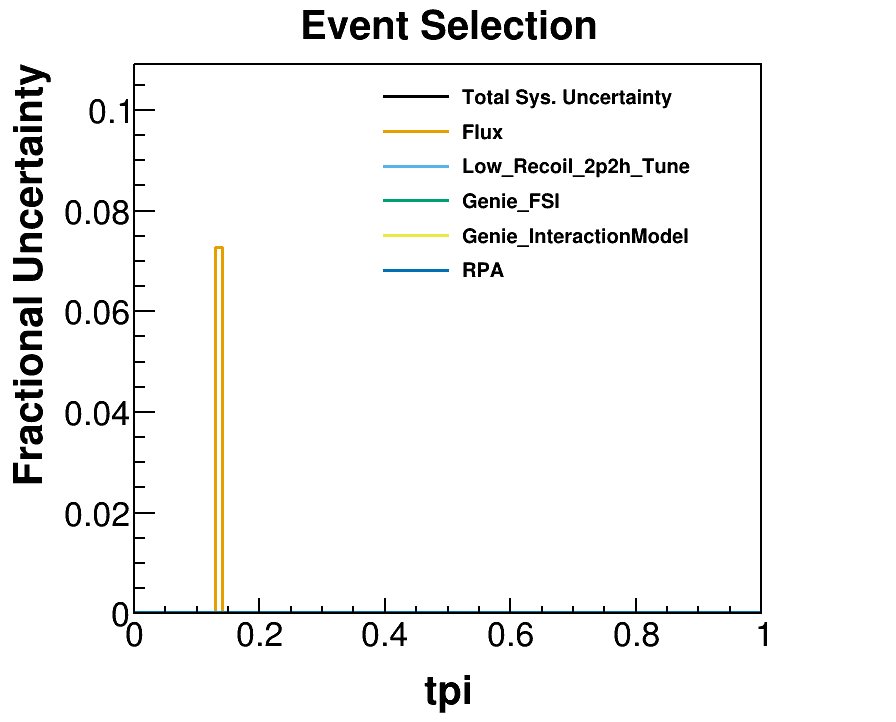 Event Selection
Fractional Uncertainty
0.1
0.08
0.06
0.04
0.02
0
Total Sys. Uncertainty
Flux
Low_Recoil_2p2h_Tune
Genie_FSI
Genie_InteractionModel
RPA
0 0.2 0.4 0.6 0.8 1
tpi